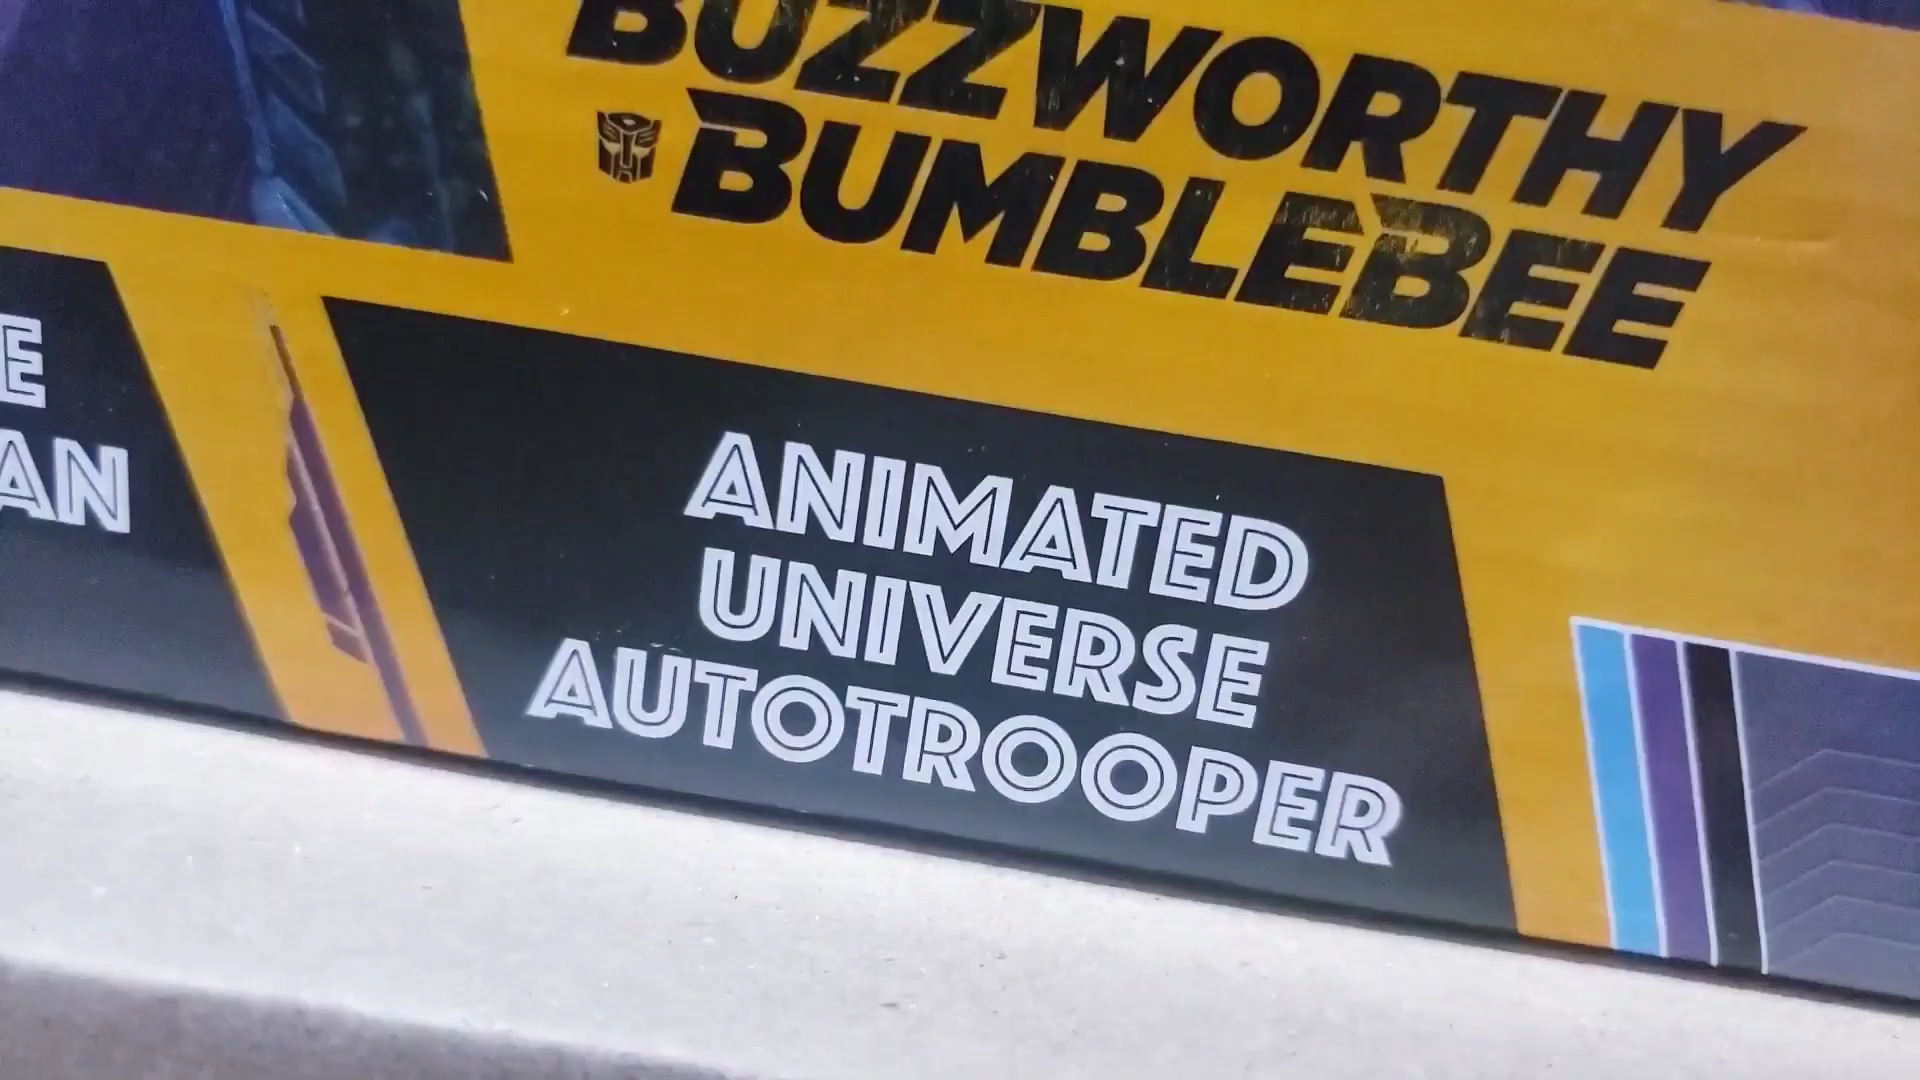 BUZZWORTHY
BUMBLEBEE
E
AN
ANIMATED
UNIVERSE
AUTOTROOPER